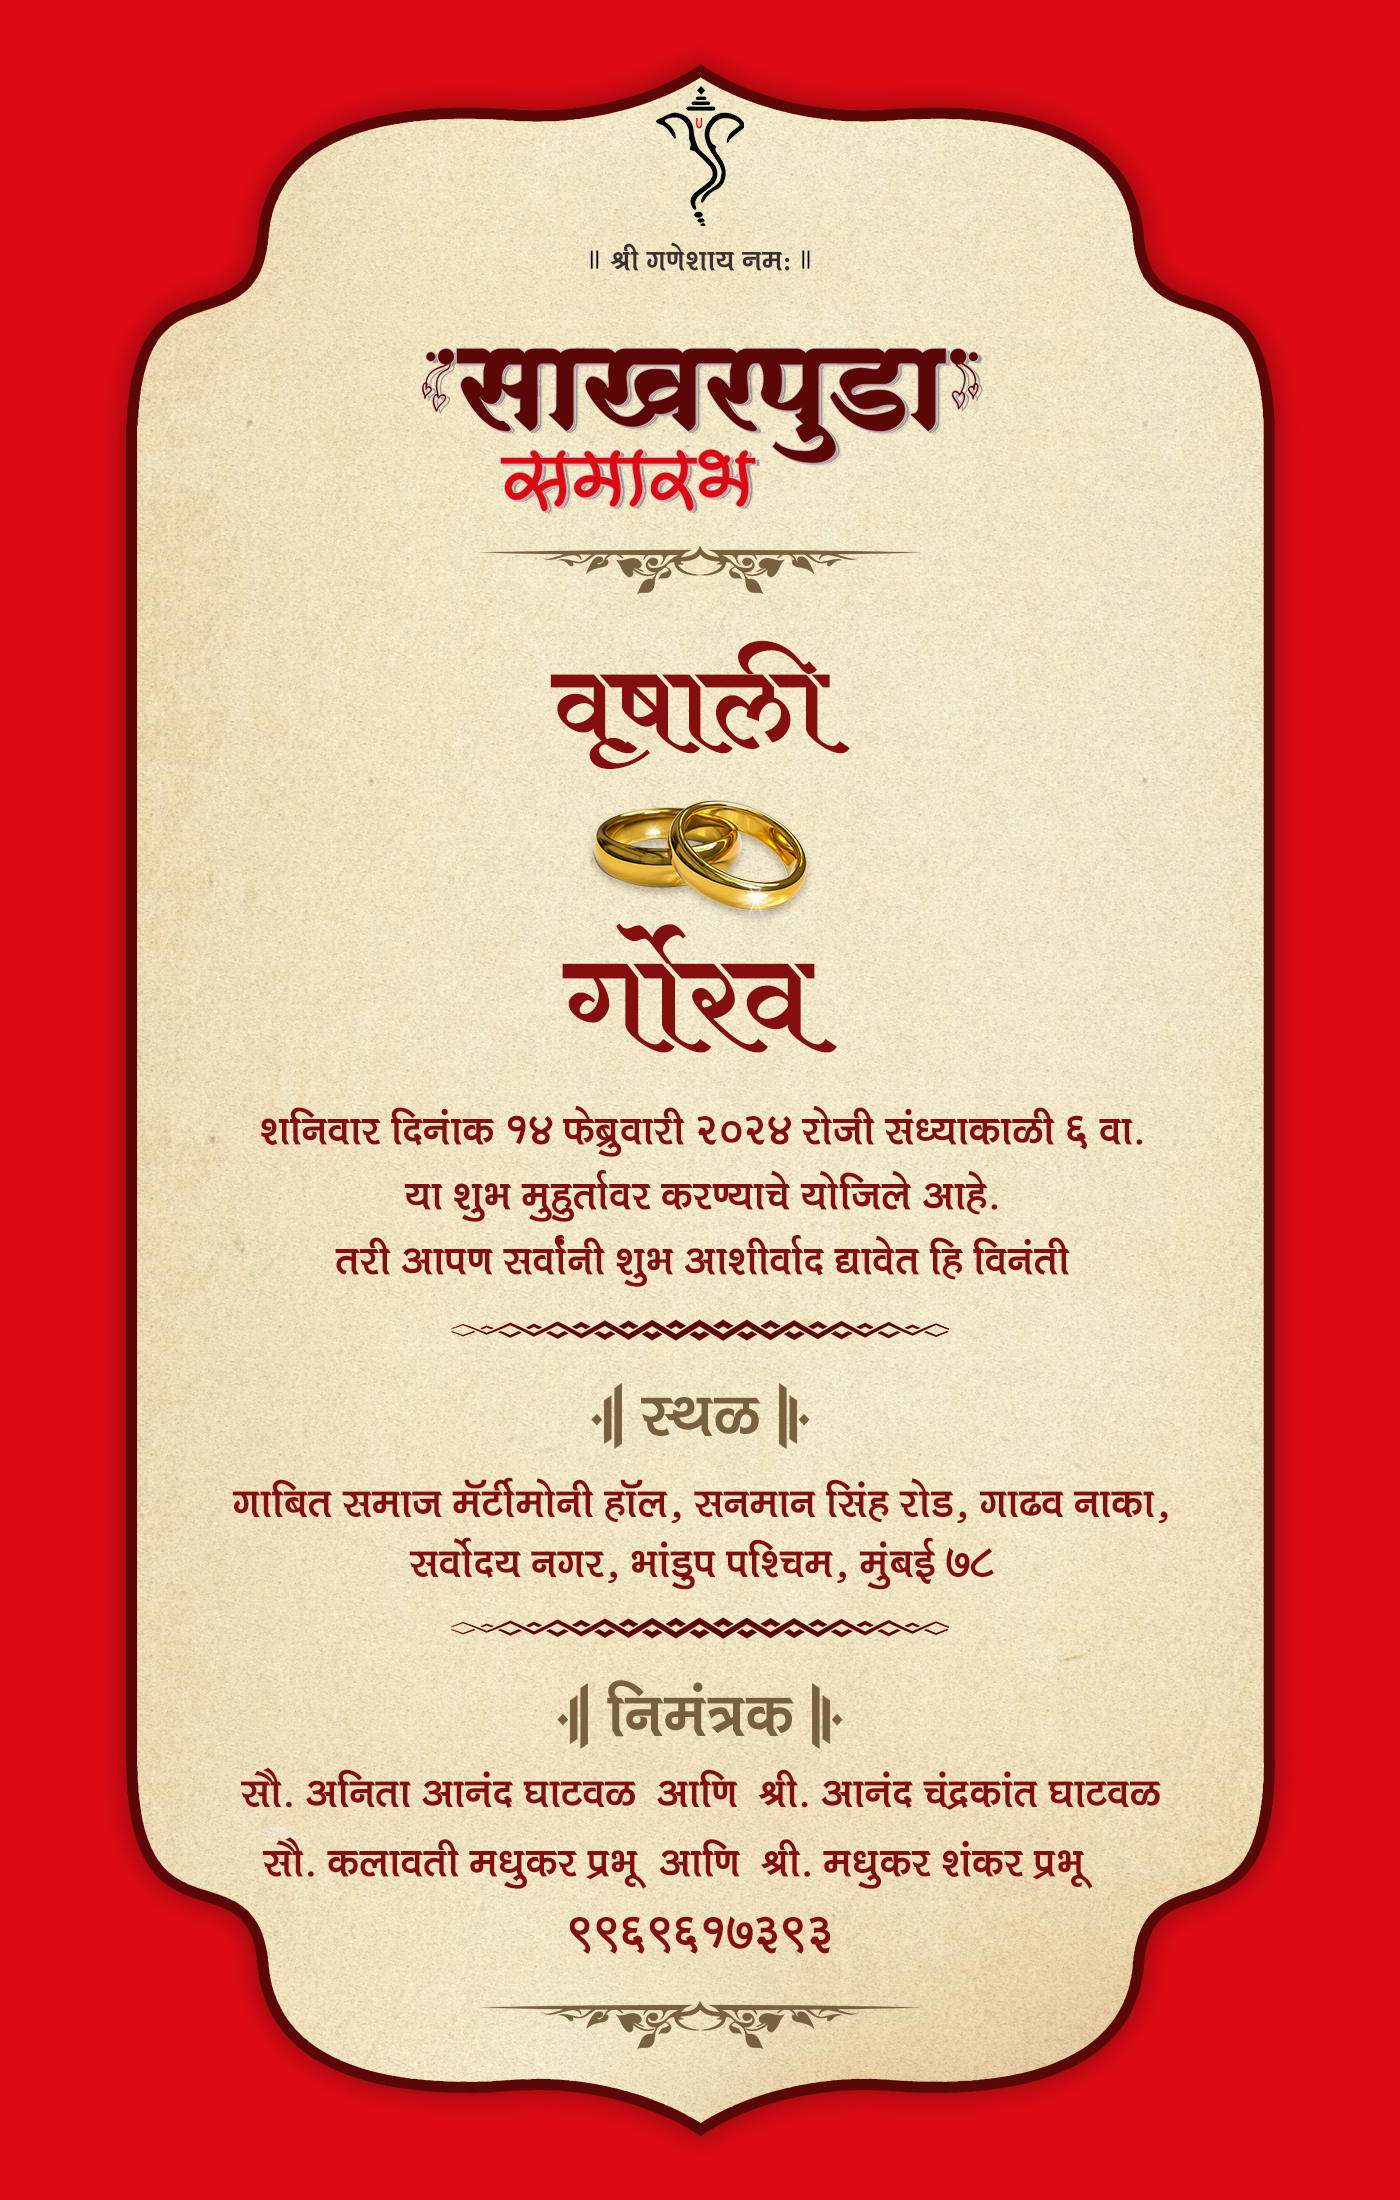 ॥ श्री गणेशाय नम: ॥
साखरपुडा
समारभ
वृषाली
गौरव
शनिवार दिनांक १४ फेब्रुवारी २०२४ रोजी संध्याकाळी ६ वा.
या शुभ मुहुर्तावर करण्याचे योजिले आहे.
तरी आपण सर्वांनी शुभ आशीर्वाद द्यावेत हि विनंती
स्थळ
गाबित समाज मॅर्टीमोनी हॉल, सनमान सिंह रोड, गाढव नाका,
सर्वोदय नगर, भांडुप पश्चिम, मुंबई ७८
निमंत्रक
सौ. अनिता आनंद घाटवळ आणि श्री. आनंद चंद्रकांत घाटवळ
सौ. कलावती मधुकर प्रभू आणि श्री. मधुकर शंकर प्रभू
९९६९६१७३९३